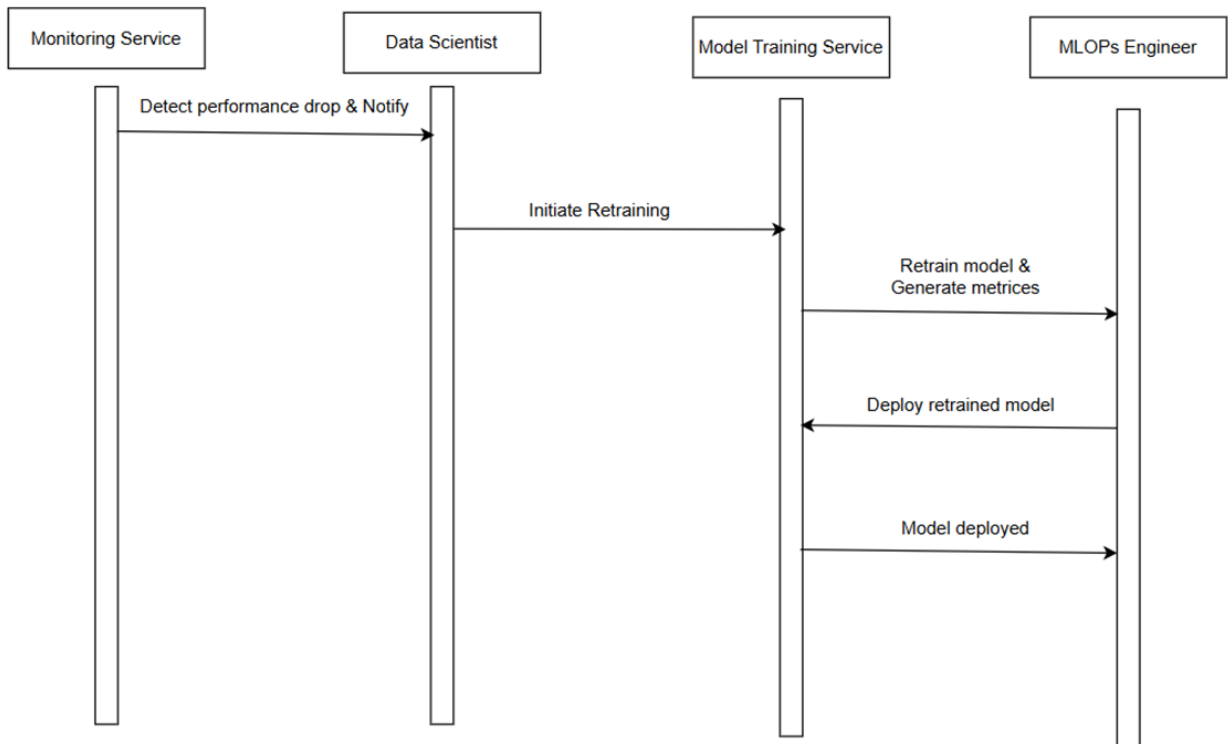 Monitoring Service
Data Scientist
Model Training Service
MLOPs Engineer
Detect performance drop & Notify
Initiate Retraining
Retrain model &
Generate metrices
Deploy retrained model
Model deployed